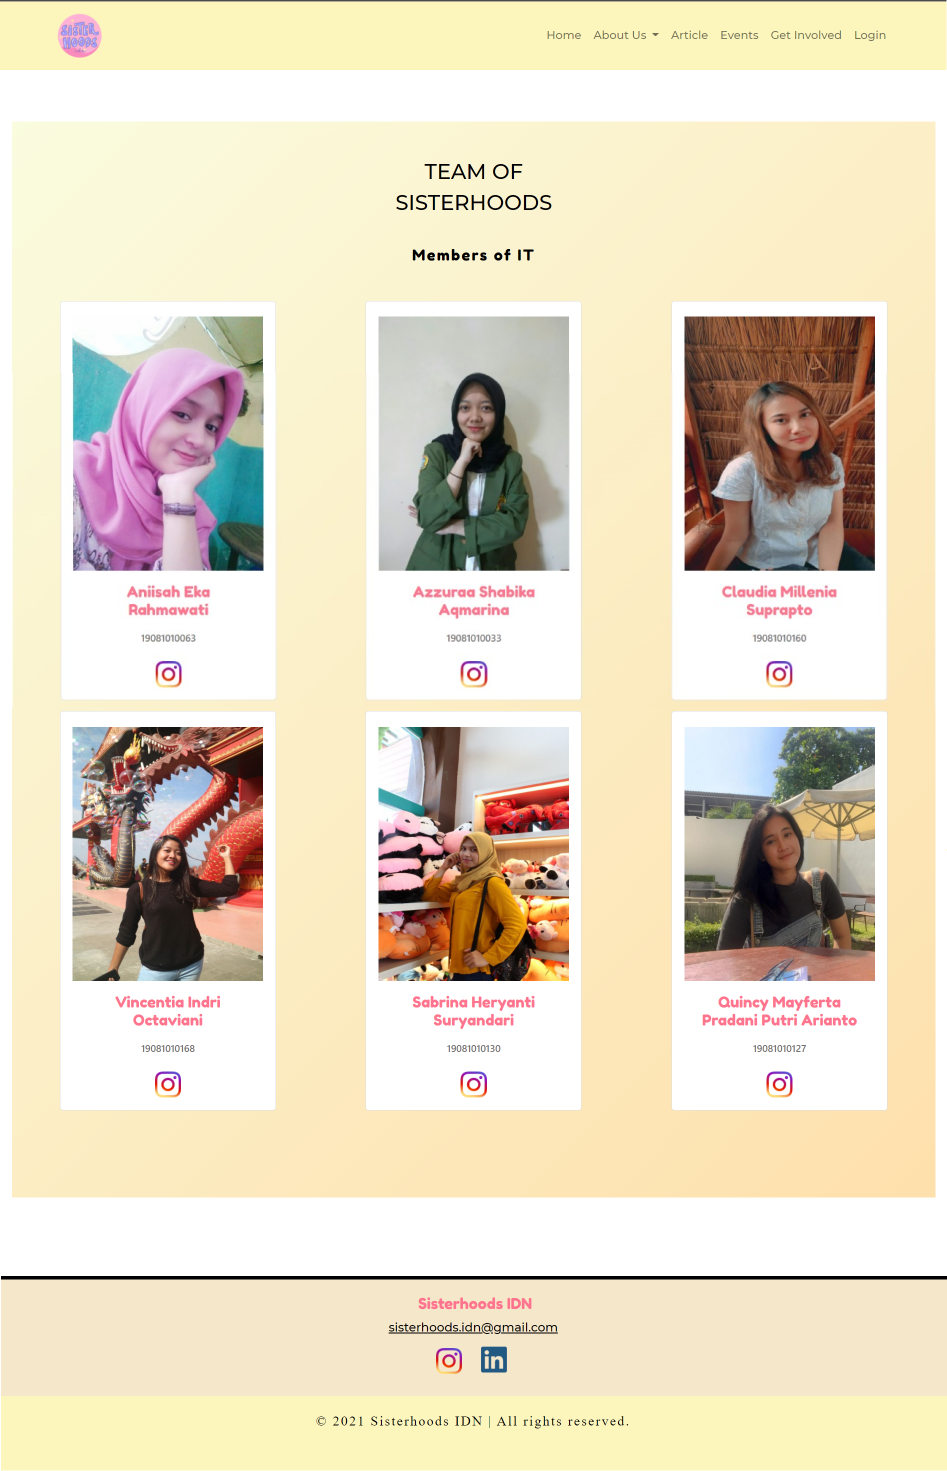 SISTER
HOODS
Home About Us Article Events Get Involved Login
TEAM OF
SISTERHOODS
Members of IT
Aniisah Eka
Rahmawati
19081010063
Azzuraa Shabika
Aqmarina
19081010033
Claudia Millenia
Suprapto
19081010160
Vincentia Indri
Octaviani
19081010168
Sabrina Heryanti
Suryandari
19081010130
Quincy Mayferta
Pradani Putri Arianto
19081010127
Sisterhoods IDN
sisterhoods.idn@gmail.com
in
© 2021 Sisterhoods IDN | All rights reserved.